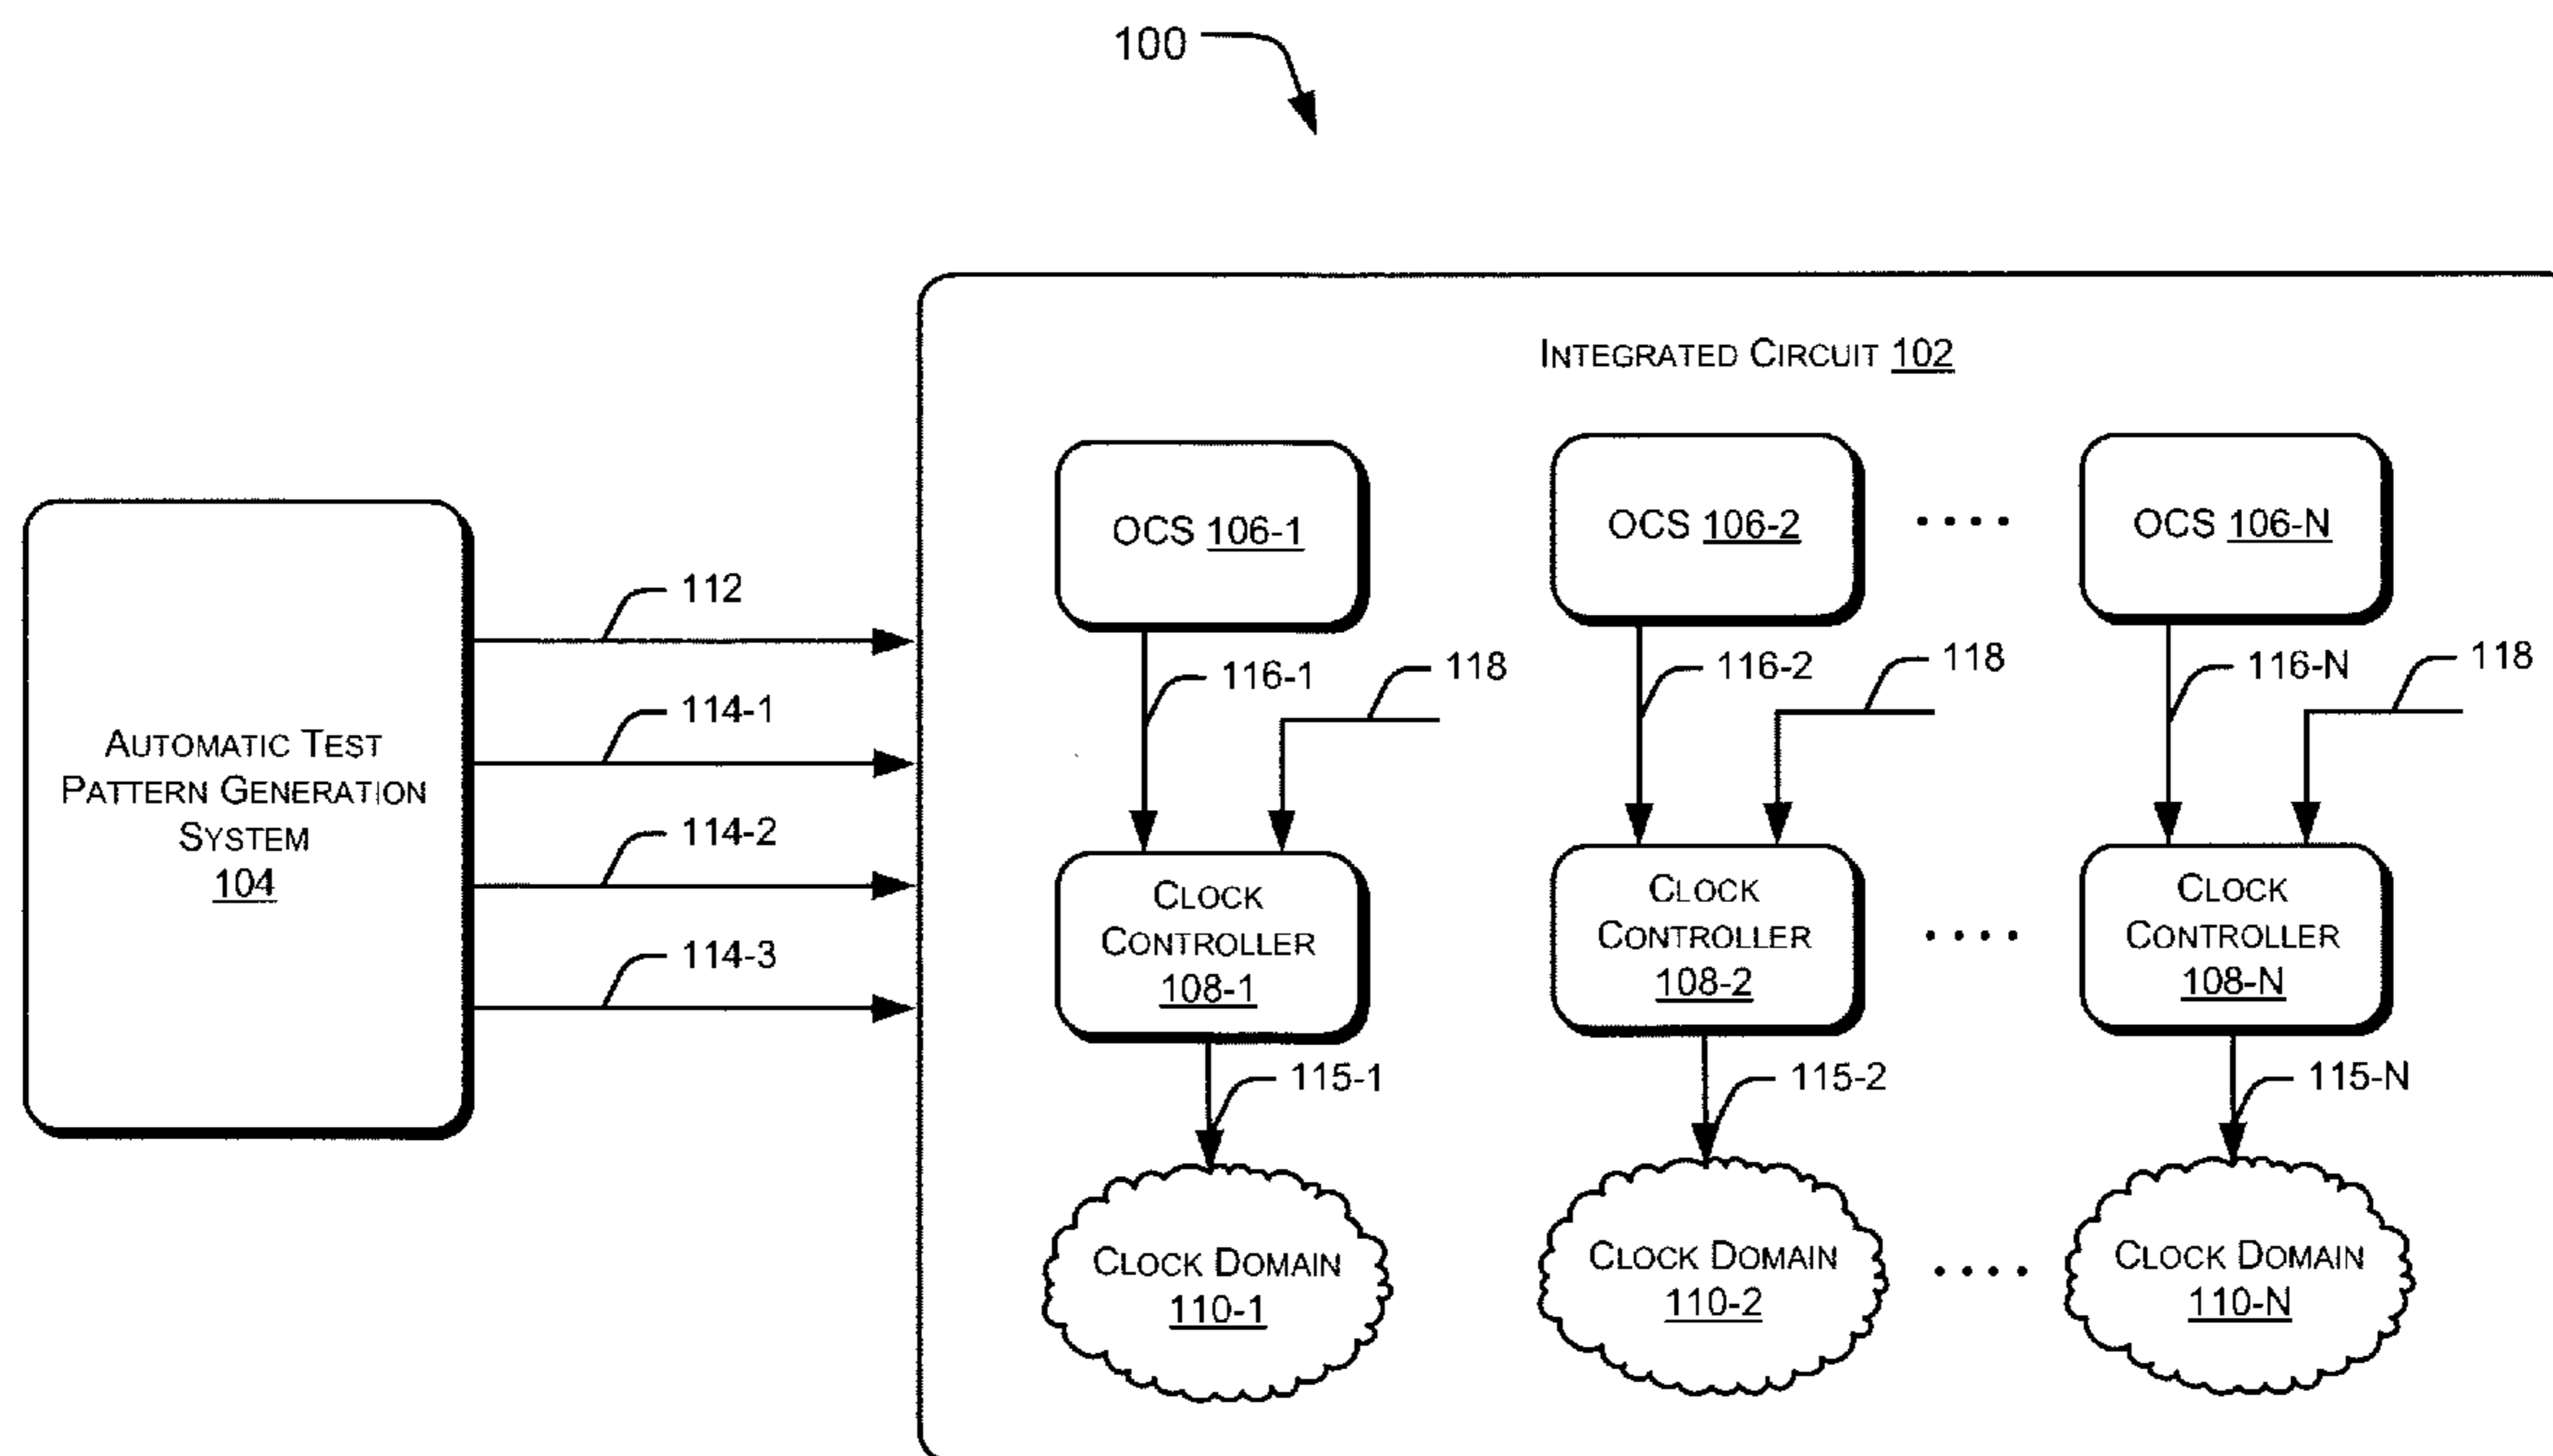 100
INTEGRATED CIRCUIT 102
OCS 106-1
OCS 106-2
OCS 106-N
112
114-1
114-2
114-3
AUTOMATIC TEST
PATTERN GENERATION
SYSTEM
104
116-1
118
116-2
118
116-N
118
CLOCK
CONTROLLER
108-1
CLOCK
CONTROLLER
108-2
CLOCK
CONTROLLER
108-N
115-1
115-2
115-N
CLOCK DOMAIN
110-1
CLOCK DOMAIN
110-2
CLOCK DOMAIN
110-N